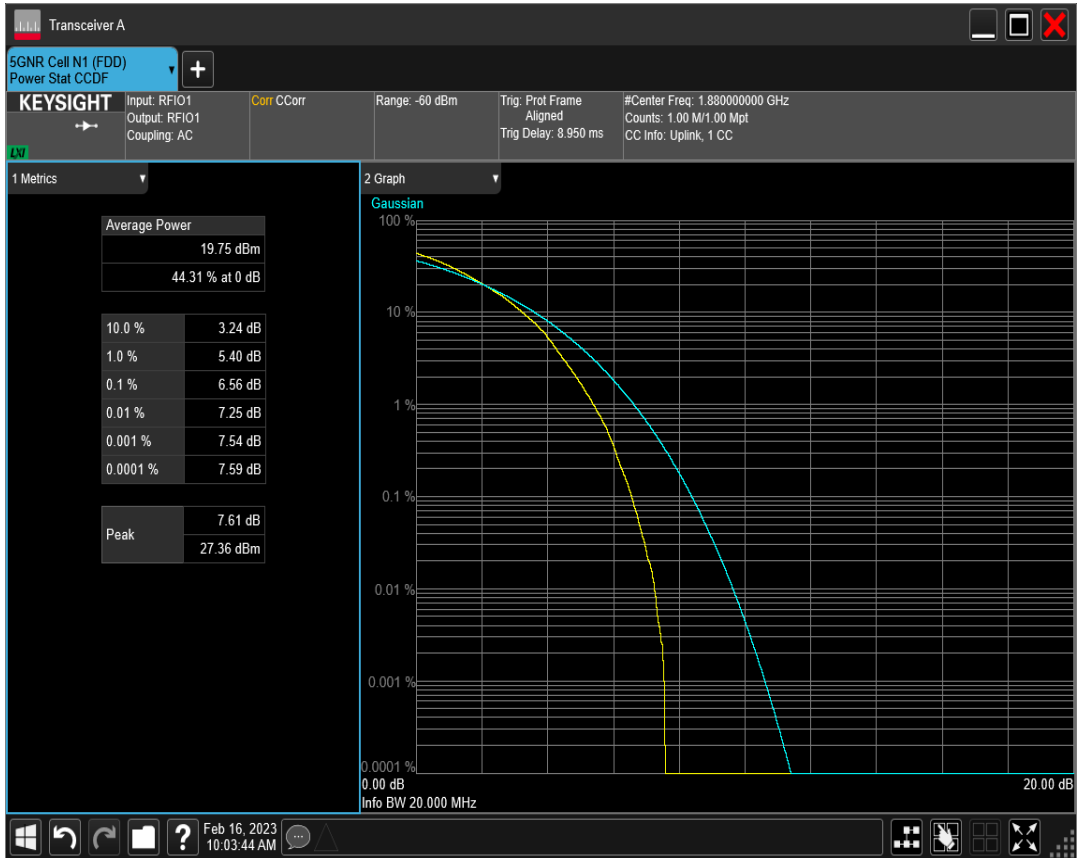 Transceiver A
5GNR Cell N1 (FDD)
Power Stat CCDF
+
KEYSIGHT
LXI
Input: RFIO1
Output: RFIO1
Coupling: AC
Corr CCorr
Range: -60 dBm
Trig: Prot Frame
Aligned
Trig Delay: 8.950 ms
#Center Freq: 1.880000000 GHz
Counts: 1.00 M/1.00 Mpt
CC Info: Uplink, 1 CC
1 Metrics
Average Power
19.75 dBm
44.31 % at 0 dB
10.0 % 3.24 dB
1.0 % 5.40 dB
0.1 % 6.56 dB
0.01 % 7.25 dB
0.001 % 7.54 dB
0.0001 % 7.59 dB
Peak
7.61 dB
27.36 dBm
2 Graph
Gaussian
100 %
10 %
1 %
0.1 %
0.01 %
0.001 %
0.0001 %
0.00 dB 20.00 dB
Info BW 20.000 MHz
?
Feb 16, 2023
10:03:44 AM